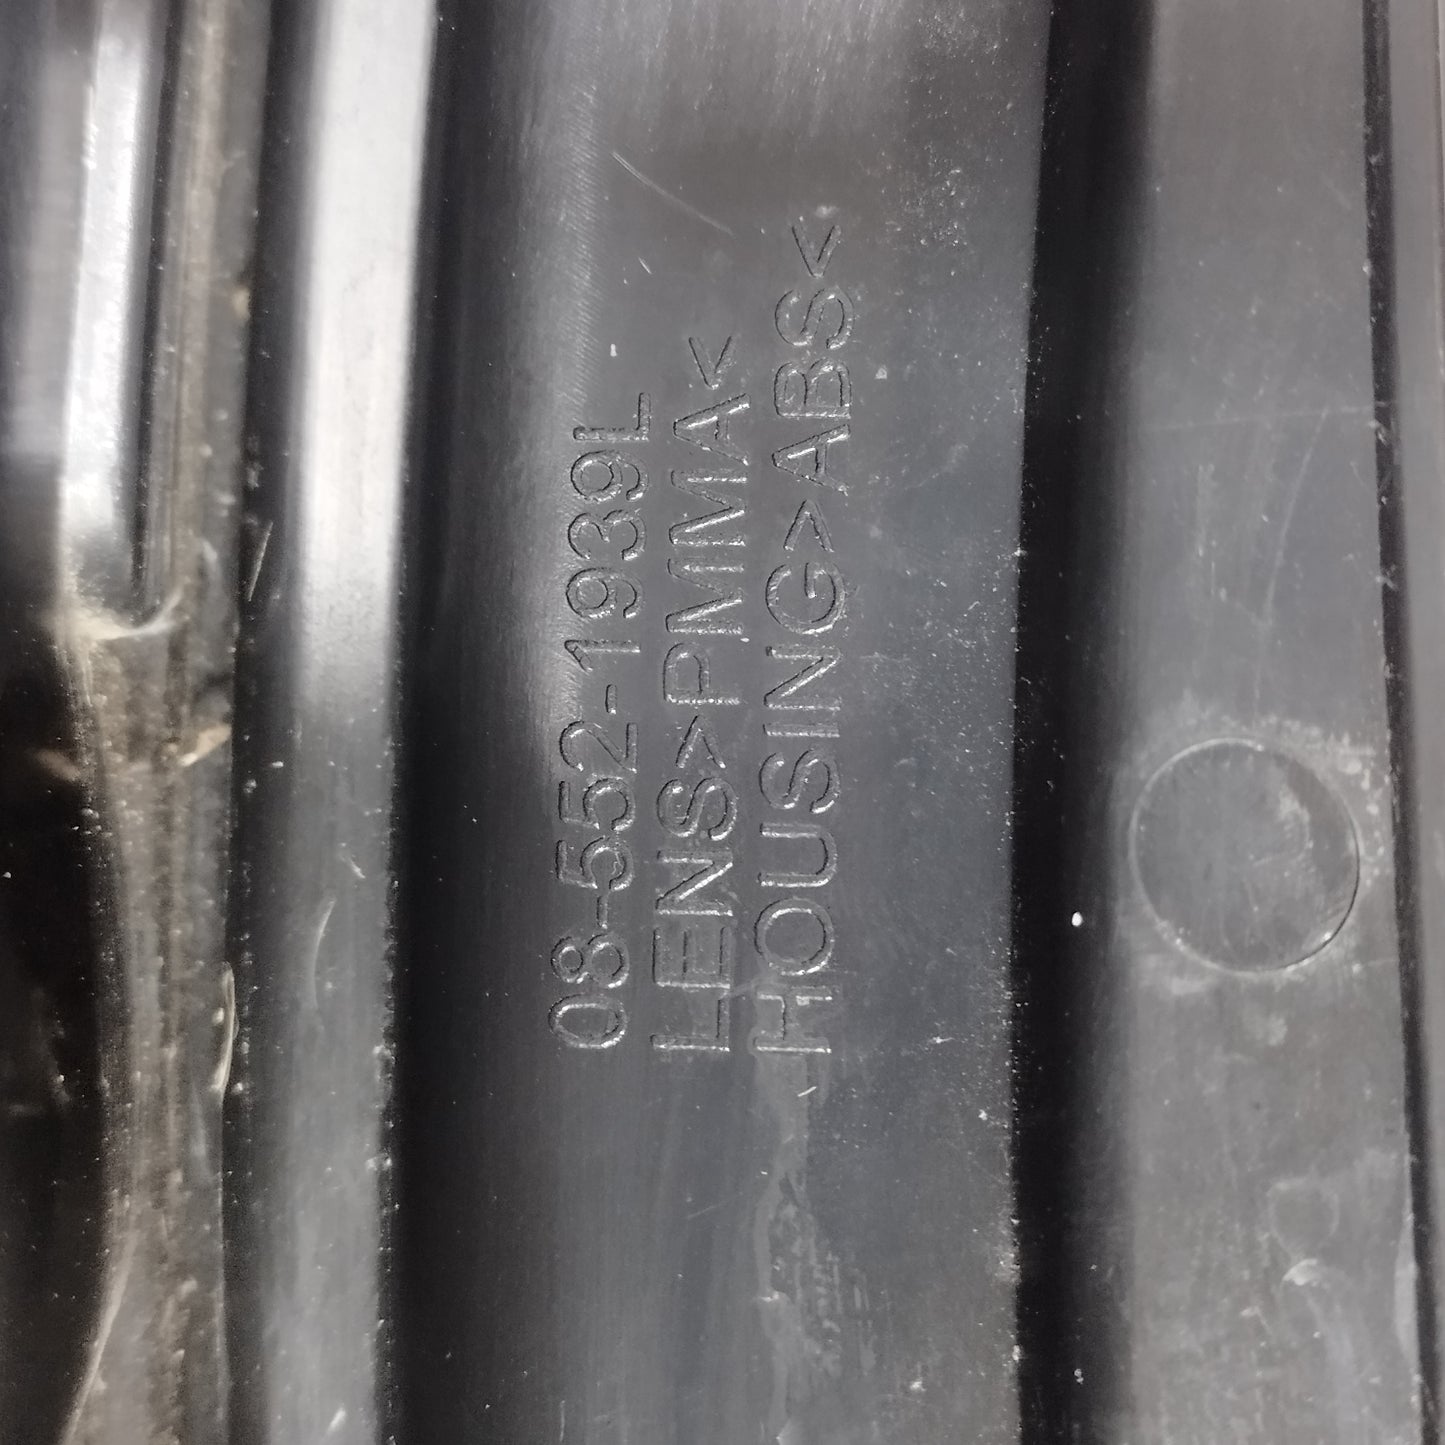 08-552-1939L
LENS>PMMA<
HOUSING>ABS<